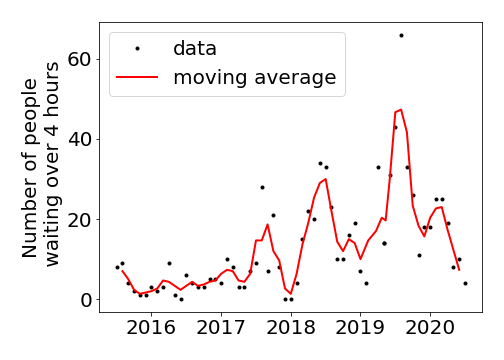 data
moving average
Number of people
waiting over 4 hours
60
40
20
0
2016 2017 2018 2019 2020